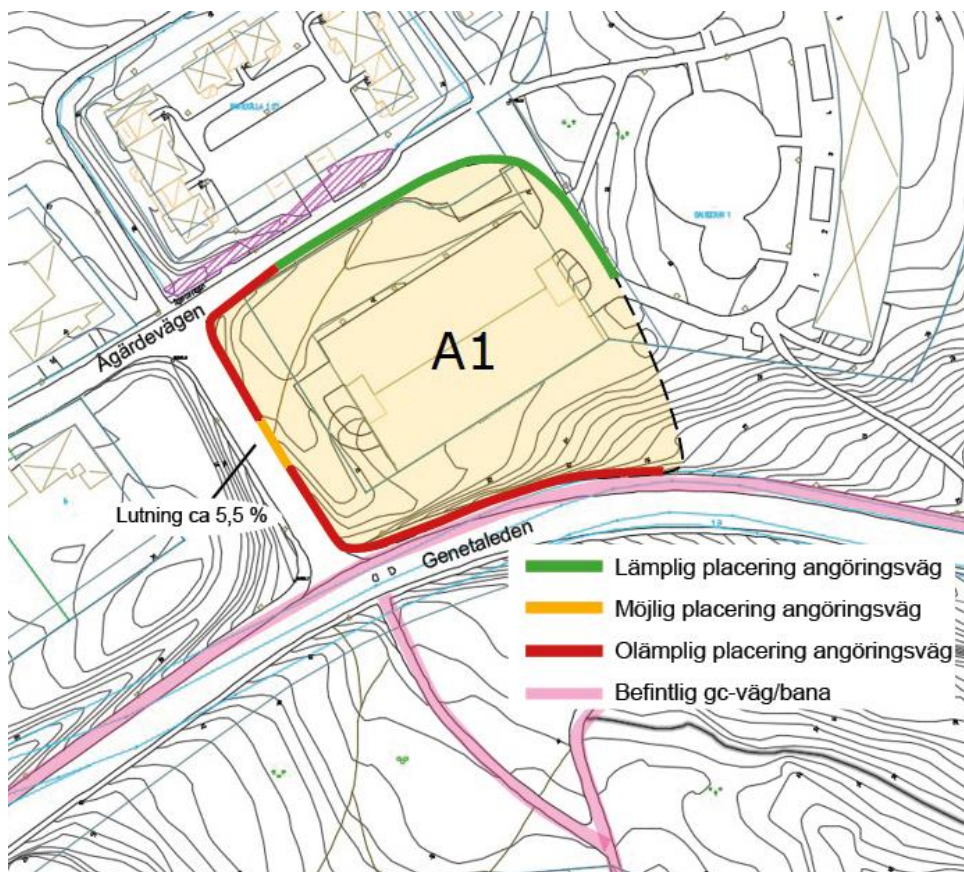 Ågärdevägen
A1
Lutning ca 5,5 %
Genetaleden
Lämplig placering angöringsväg
Möjlig placering angöringsväg
Olämplig placering angöringsväg
Befintlig gc-väg/bana